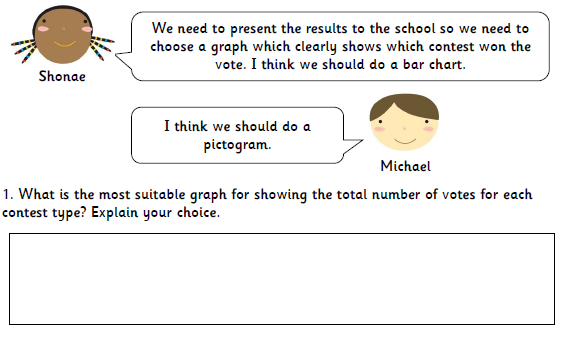 We need to present the results to the school so we need to
choose a graph which clearly shows which contest won the
vote. I think we should do a bar chart.
Shonae
I think we should do a
pictogram.
Michael
1. What is the most suitable graph for showing the total number of votes for each
contest type? Explain your choice.